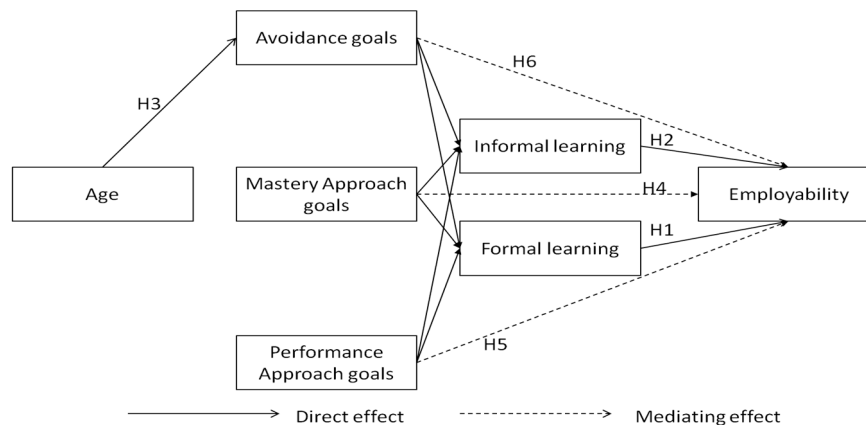 Avoidance goals
H6
H3
Informal learning
H2
Age
Mastery Approach
goals
H4
Employability
Formal learning
H1
H5
Performance
Approach goals
Direct effect
Mediating effect